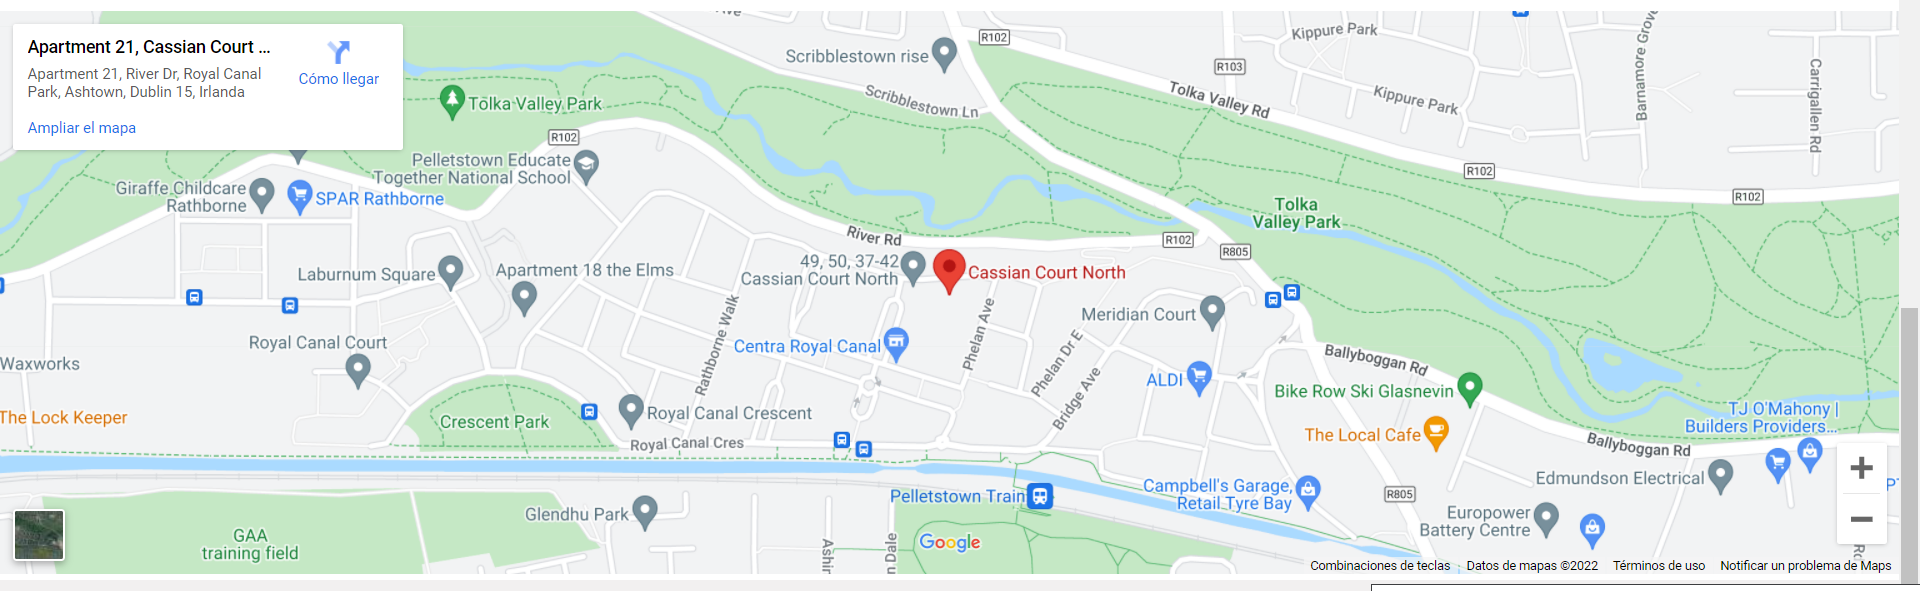 Apartment 21, Cassian Court ...
Apartment 21, River Dr, Royal Canal
Park, Ashtown, Dublin 15, Irlanda
Cómo llegar
Ampliar el mapa
Scribblestown rise
R102
R103
Kippure Park
Kippure Park
Barnamore Grove
Carrigallen Rd
Tolka Valley Rd
Scribblestown Ln
Tolka Valley Park
R102
Pelletstown Educate
Together National School
Giraffe Childcare
Rathborne
SPAR Rathborne
R102
R102
Tolka
Valley Park
River Rd
R102
R805
49, 50, 37-42
Cassian Court North
Cassian Court North
Laburnum Square
Apartment 18 the Elms
Rathborne Walk
Phelan Ave
Meridian Court
Royal Canal Court
Centra Royal Canal
Phelan Dr E
Bridge Ave
Waxworks
ALDI
Ballyboggan Rd
Bike Row Ski Glasnevin
The Lock Keeper
Crescent Park
Royal Canal Crescent
Royal Canal Cres
The Local Cafe
TJ O'Mahony |
Builders Providers...
Ballyboggan Rd
Edmundson Electrical
Pelletstown Train
Campbell's Garage,
Retail Tyre Bay
R805
Glendhu Park
Europower
Battery Centre
GAA
training field
Google
Combinaciones de teclas
Datos de mapas ©2022
Términos de uso
Notificar un problema de Maps